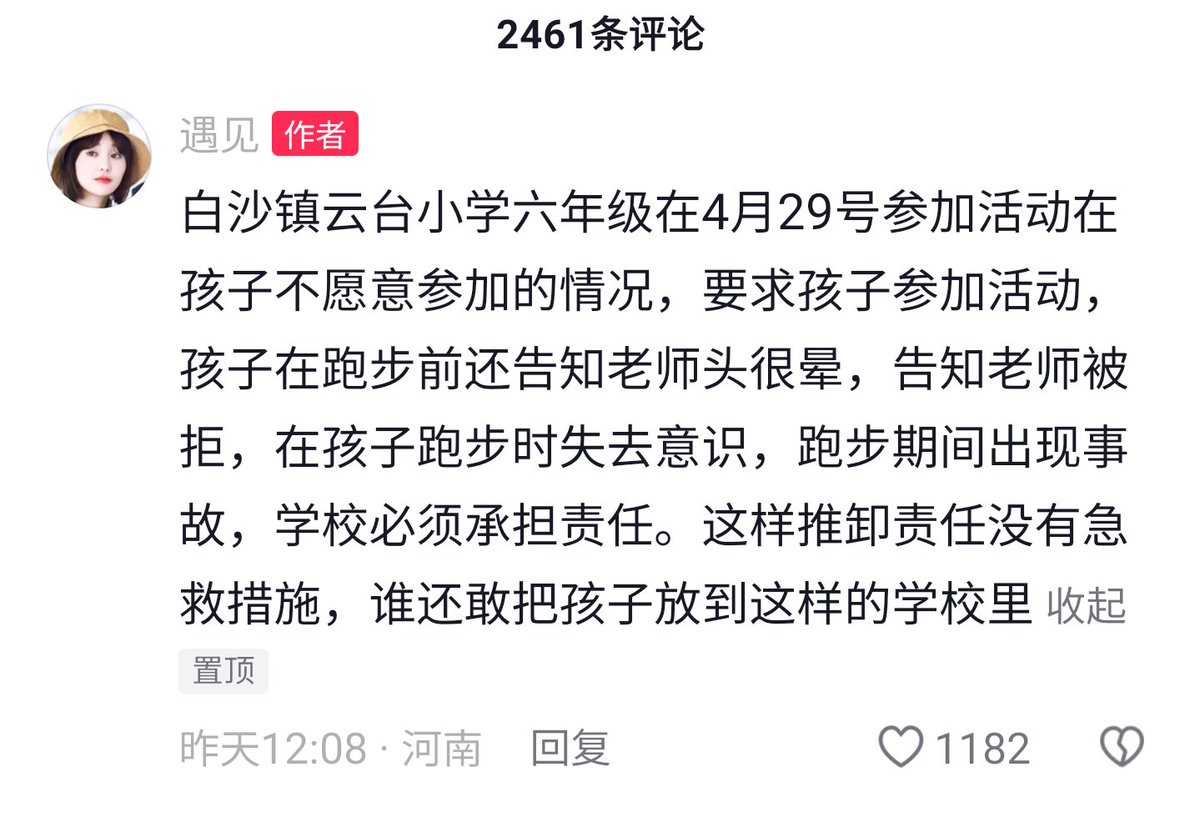 2461条评论
遇见 作者
白沙镇云台小学六年级在4月29号参加活动在
孩子不愿意参加的情况，要求孩子参加活动，
孩子在跑步前还告知老师头很晕，告知老师被
拒，在孩子跑步时失去意识，跑步期间出现事
故，学校必须承担责任。这样推卸责任没有急
救措施，谁还敢把孩子放到这样的学校里 收起
置顶
昨天12:08 · 河南 回复 1182